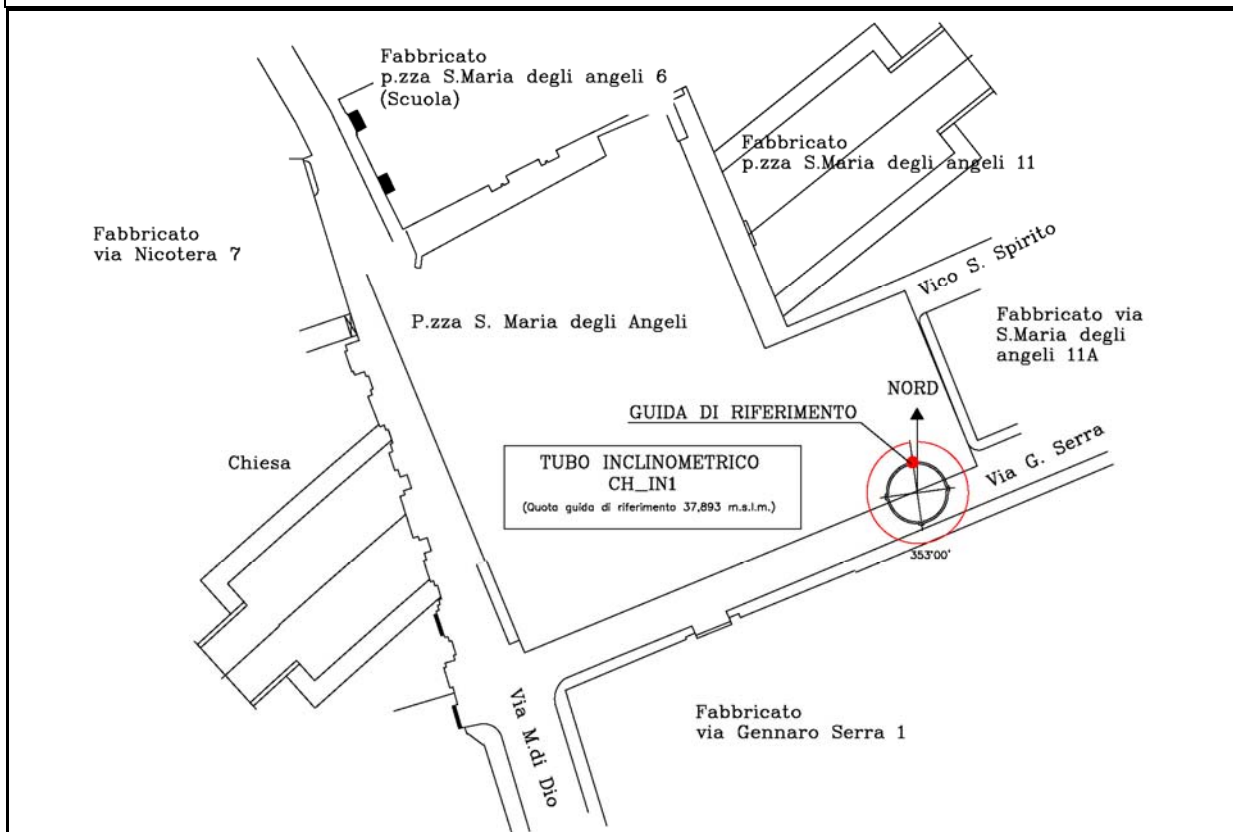 Fabbricato
p.zza S.Maria degli angeli 6
(Scuola)
Fabbricato
p.zza S.Maria degli angeli 11
Fabbricato
via Nicotera 7
Vico S. Spirito
P.zza S. Maria degli Angeli
Fabbricato via
S.Maria degli
angeli 11A
NORD
GUIDA DI RIFERIMENTO
Via G. Serra
Chiesa
TUBO INCLINOMETRICO
CH_IN1
(Quota guida di riferimento 37,893 m.s.l.m.)
353°00'
Via M.di Dio
Fabbricato
via Gennaro Serra 1